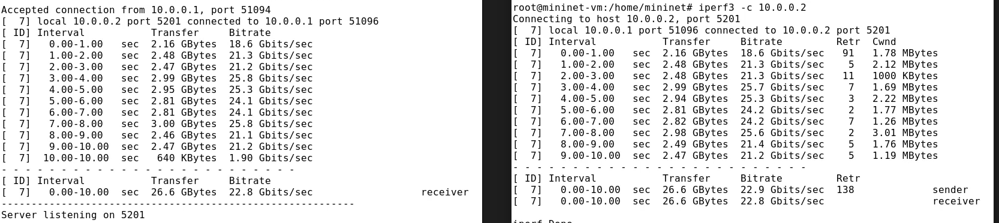 Accepted connection from 10.0.0.1, port 51094
[  7] local 10.0.0.2 port 5201 connected to 10.0.0.1 port 51096
[ ID] Interval           Transfer     Bitrate
[  7]   0.00-1.00   sec  2.16 GBytes  18.6 Gbits/sec
[  7]   1.00-2.00   sec  2.48 GBytes  21.3 Gbits/sec
[  7]   2.00-3.00   sec  2.47 GBytes  21.2 Gbits/sec
[  7]   3.00-4.00   sec  2.99 GBytes  25.8 Gbits/sec
[  7]   4.00-5.00   sec  2.95 GBytes  25.3 Gbits/sec
[  7]   5.00-6.00   sec  2.81 GBytes  24.1 Gbits/sec
[  7]   6.00-7.00   sec  2.81 GBytes  24.1 Gbits/sec
[  7]   7.00-8.00   sec  3.00 GBytes  25.8 Gbits/sec
[  7]   8.00-9.00   sec  2.46 GBytes  21.1 Gbits/sec
[  7]   9.00-10.00  sec  2.47 GBytes  21.2 Gbits/sec
[  7]  10.00-10.00  sec   640 KBytes  1.90 Gbits/sec
- - - - - - - - - - - - - - - - - - - - - - - - -
[ ID] Interval           Transfer     Bitrate
[  7]   0.00-10.00  sec  26.6 GBytes  22.8 Gbits/sec                  receiver
-----------------------------------------------------------
Server listening on 5201
root@mininet-vm:/home/mininet# iperf3 -c 10.0.0.2
Connecting to host 10.0.0.2, port 5201
[  7] local 10.0.0.1 port 51096 connected to 10.0.0.2 port 5201
[ ID] Interval           Transfer     Bitrate         Retr  Cwnd
[  7]   0.00-1.00   sec  2.16 GBytes  18.6 Gbits/sec   91   1.78 MBytes
[  7]   1.00-2.00   sec  2.48 GBytes  21.3 Gbits/sec    5   2.12 MBytes
[  7]   2.00-3.00   sec  2.48 GBytes  21.3 Gbits/sec   11   1000 KBytes
[  7]   3.00-4.00   sec  2.99 GBytes  25.7 Gbits/sec    7   1.69 MBytes
[  7]   4.00-5.00   sec  2.94 GBytes  25.3 Gbits/sec    3   2.22 MBytes
[  7]   5.00-6.00   sec  2.81 GBytes  24.2 Gbits/sec    2   1.77 MBytes
[  7]   6.00-7.00   sec  2.82 GBytes  24.2 Gbits/sec    7   1.26 MBytes
[  7]   7.00-8.00   sec  2.98 GBytes  25.6 Gbits/sec    2   3.01 MBytes
[  7]   8.00-9.00   sec  2.49 GBytes  21.4 Gbits/sec    5   1.76 MBytes
[  7]   9.00-10.00  sec  2.47 GBytes  21.2 Gbits/sec    5   1.19 MBytes
- - - - - - - - - - - - - - - - - - - - - - - - -
[ ID] Interval           Transfer     Bitrate         Retr
[  7]   0.00-10.00  sec  26.6 GBytes  22.9 Gbits/sec  138             sender
[  7]   0.00-10.00  sec  26.6 GBytes  22.8 Gbits/sec                  receiver
iperf Done